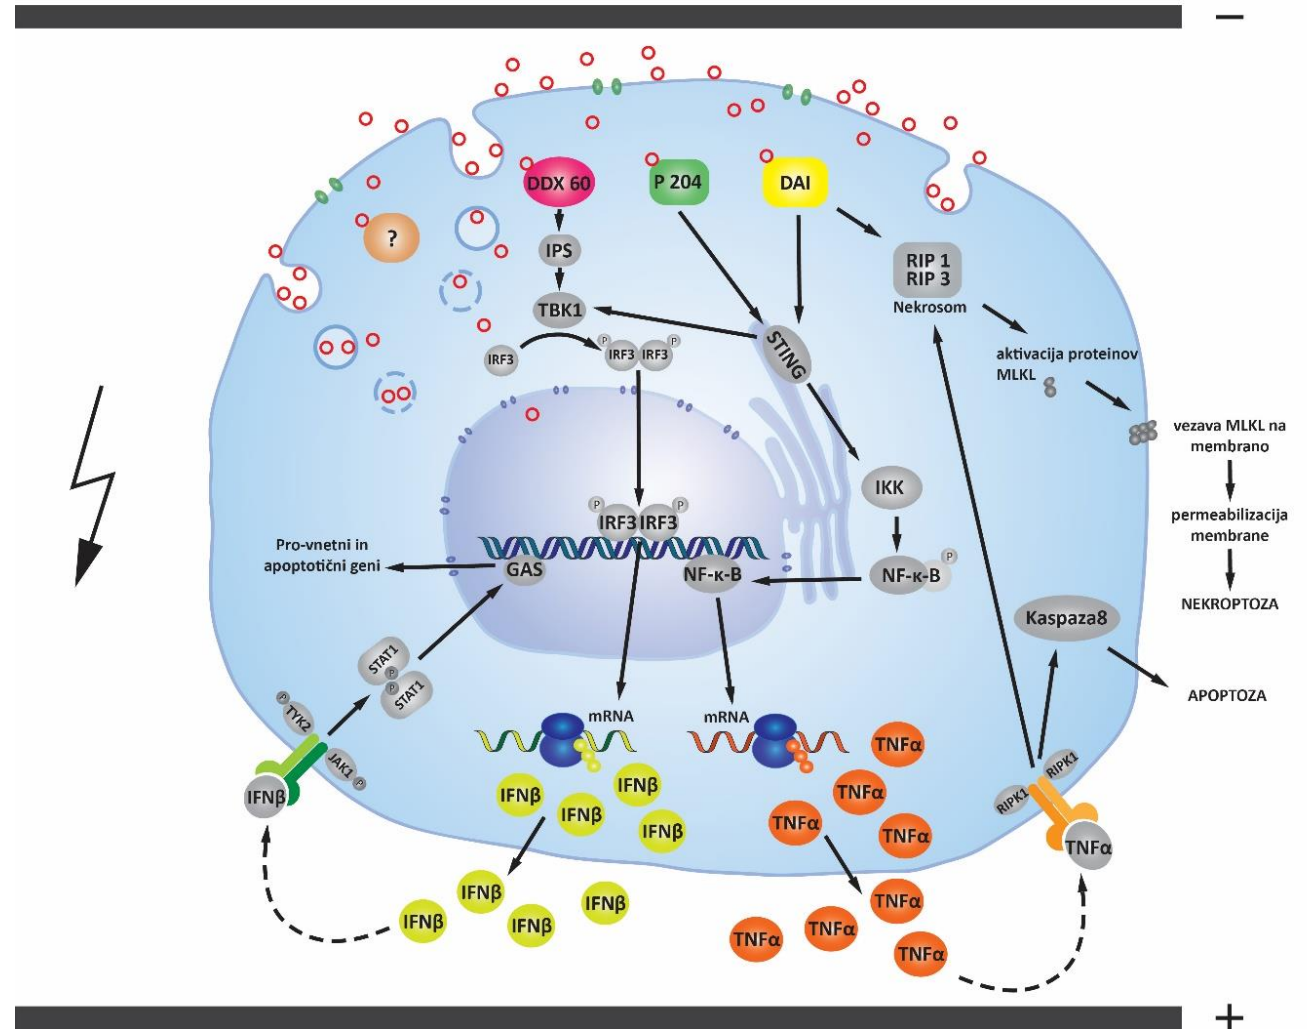 −
DDX 60
P 204
DAI
?
IPS
RIP 1
RIP 3
Nekrosom
TBK1
STING
P
P
IRF3
IRF3
IRF3
aktivacija proteinov
MLKL
vezava MLKL na
membrano
IKK
P
P
IRF3
IRF3
permeabilizacija
membrane
Pro-vnetni in
apoptotični geni
GAS
NF-κ-B
NF-κ-B
P
NEKROPTOZA
Kaspaza8
STAT1
P
P
STAT1
APOPTOZA
P
TYK2
JAK1
P
mRNA
mRNA
TNFα
RIPK1
RIPK1
IFNβ
IFNβ
IFNβ
IFNβ
IFNβ
TNFα
TNFα
TNFα
TNFα
IFNβ
IFNβ
IFNβ
IFNβ
TNFα
TNFα
TNFα
TNFα
+